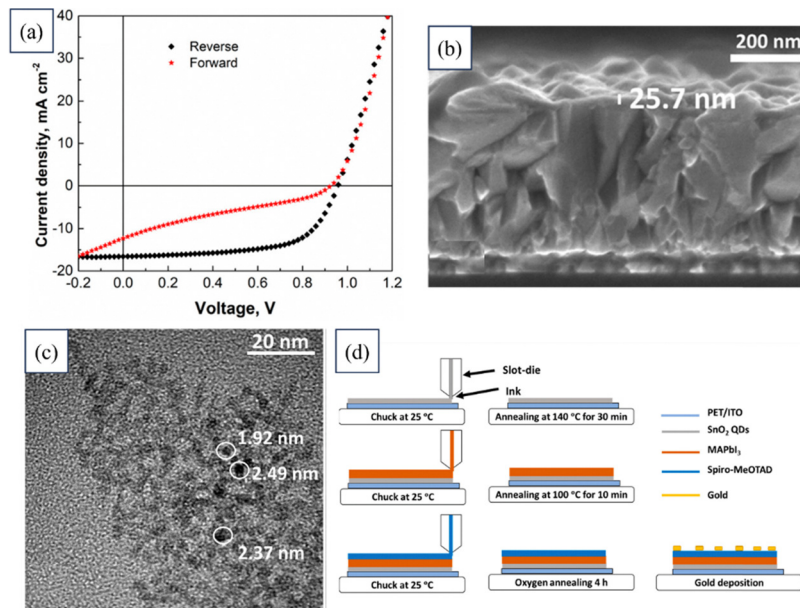 (a)
Reverse
Forward
Current density, mA cm⁻²
40
30
20
10
0
-10
-20
-0.2 0.0 0.2 0.4 0.6 0.8 1.0 1.2
Voltage, V
(b)
200 nm
25.7 nm
(c)
20 nm
1.92 nm
2.49 nm
2.37 nm
(d)
Slot-die
Ink
Chuck at 25 °C
Annealing at 140 °C for 30 min
Chuck at 25 °C
Annealing at 100 °C for 10 min
Chuck at 25 °C
Oxygen annealing 4 h
Gold deposition
PET/ITO
SnO₂ QDs
MAPbI₃
Spiro-MeOTAD
Gold